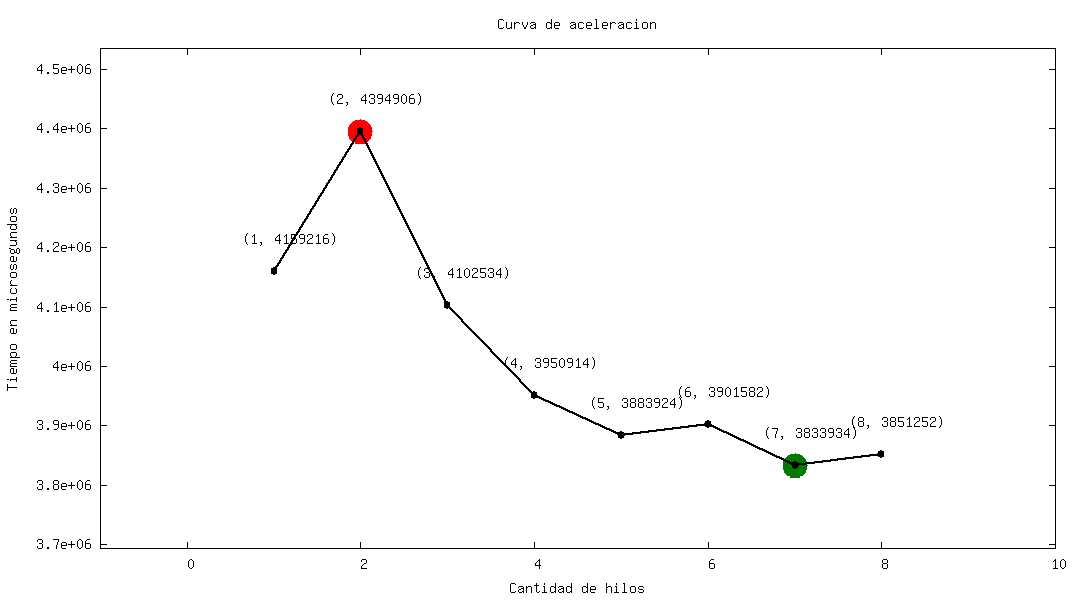 Curva de aceleracion
4.5e+06
4.4e+06
4.3e+06
4.2e+06
4.1e+06
4e+06
3.9e+06
3.8e+06
3.7e+06
Tiempo en microsegundos
(1, 4159216)
(2, 4394906)
(3, 4102534)
(4, 3950914)
(5, 3883924)
(6, 3901582)
(7, 3833934)
(8, 3851252)
0 2 4 6 8 10
Cantidad de hilos